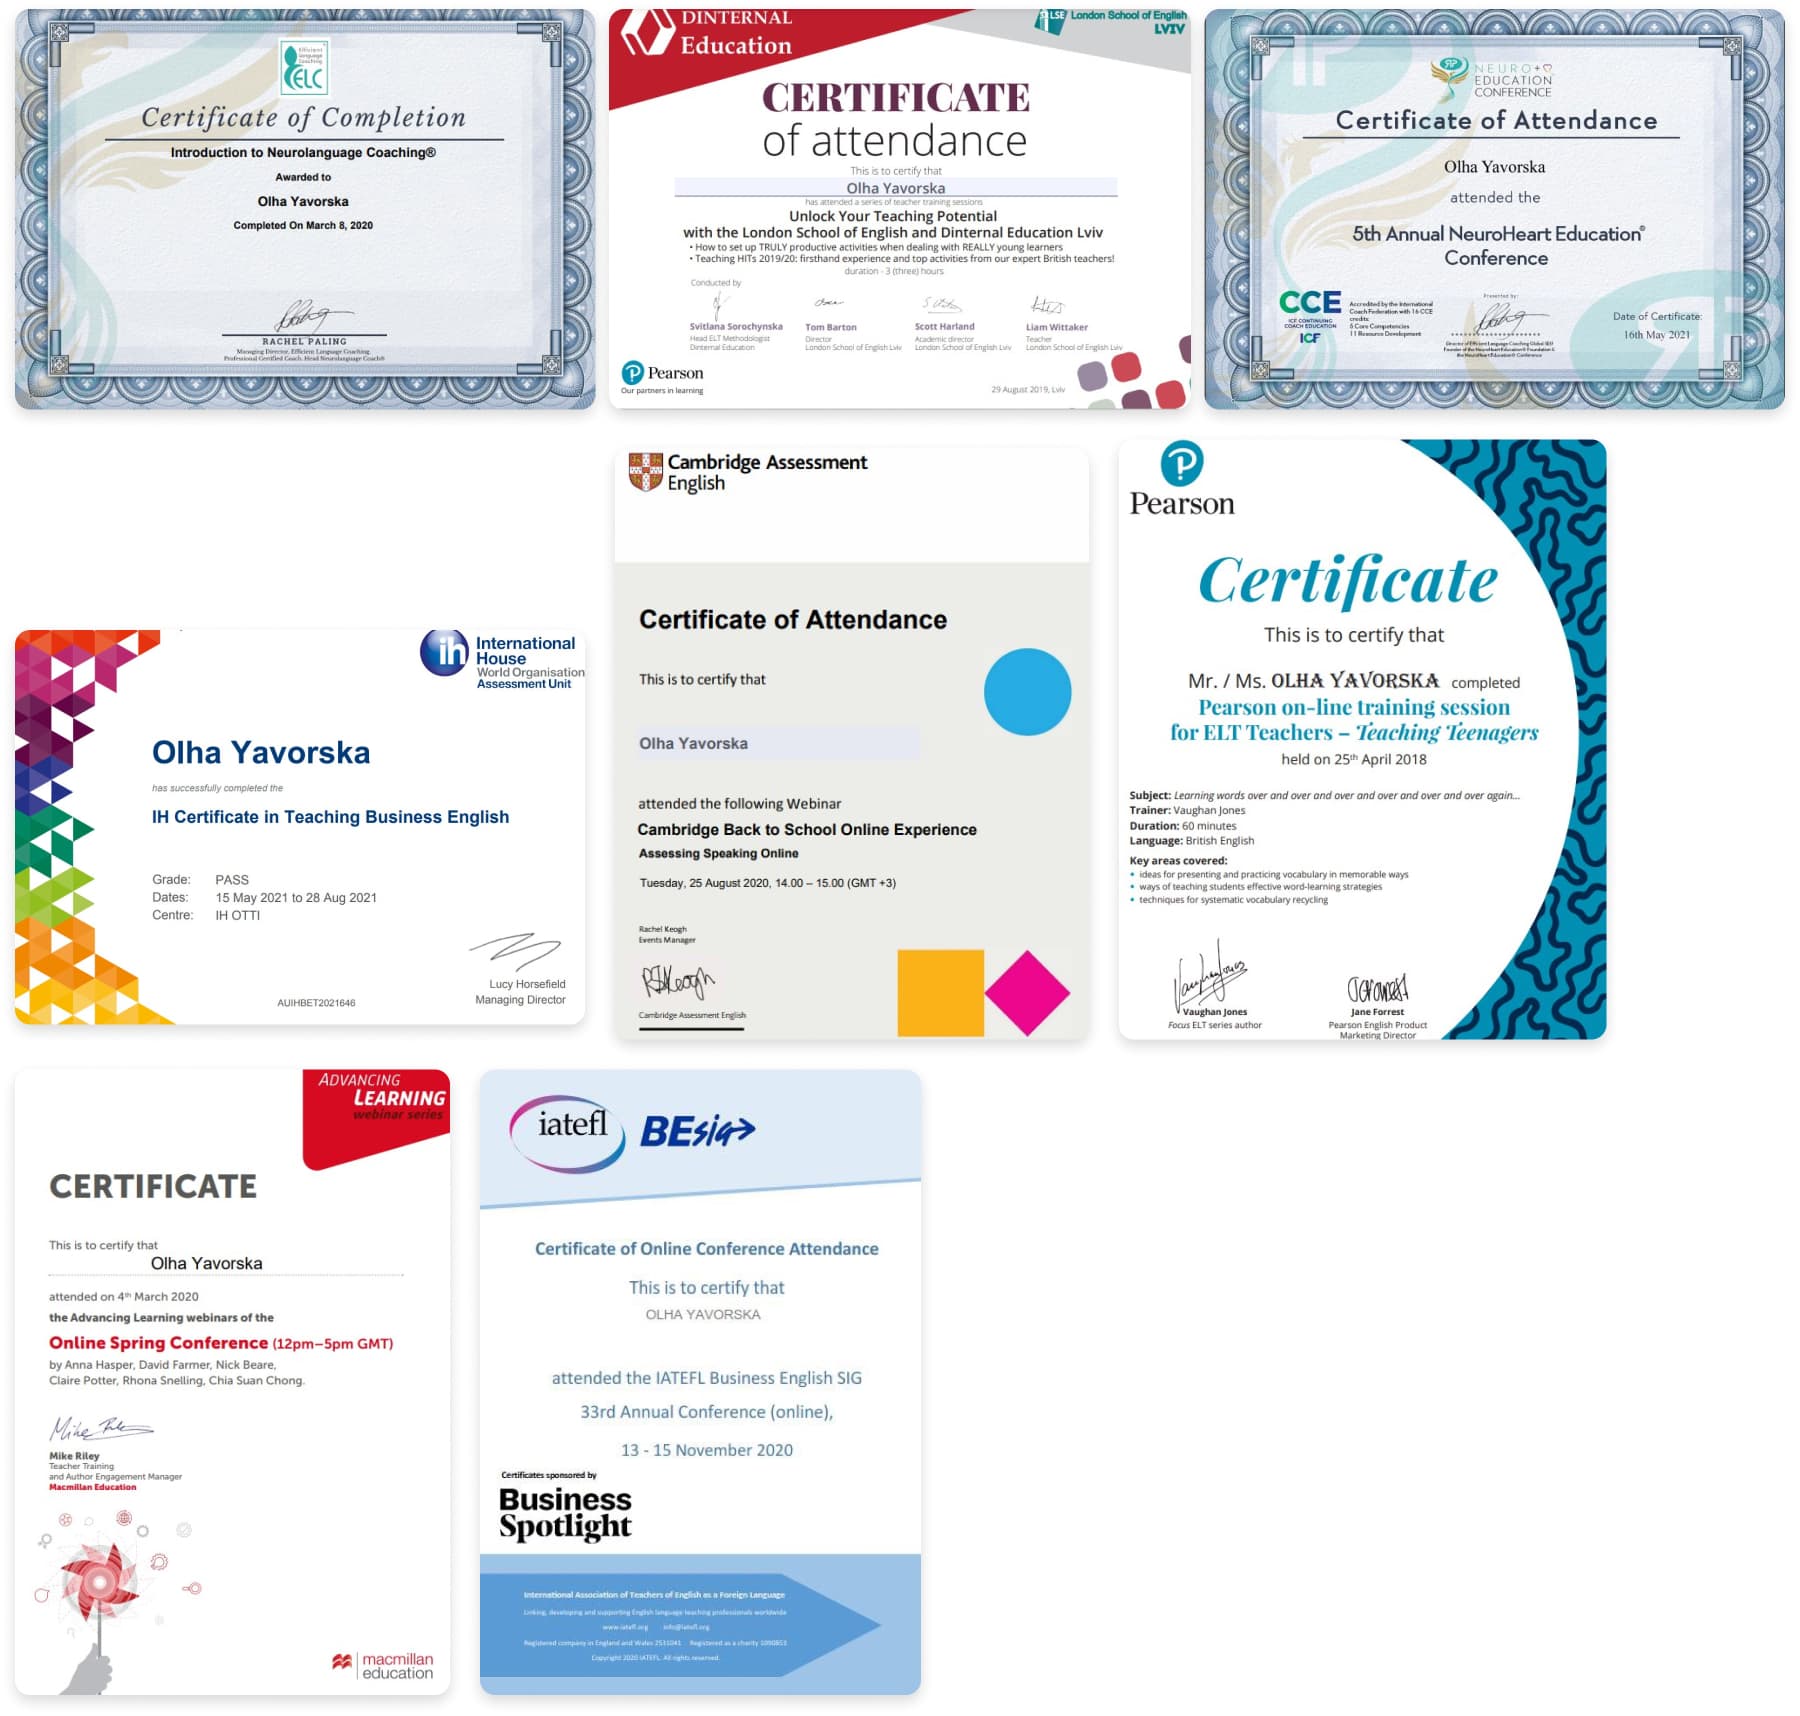 Efficient
Language
Coaching
ELC
Certificate of Completion
Introduction to Neurolanguage Coaching®
Awarded to
Olha Yavorska
Completed On March 8, 2020
RACHEL PALING
Managing Director, Efficient Language Coaching,
Professional Certified Coach, Head Neurolanguage Coach®
DINTERNAL
Education
LSE London School of English
LVIV
CERTIFICATE
of attendance
This is to certify that
Olha Yavorska
has attended a series of teacher training sessions
Unlock Your Teaching Potential
with the London School of English and Dinternal Education Lviv
• How to set up TRULY productive activities when dealing with REALLY young learners
• Teaching HITs 2019/20: firsthand experience and top activities from our expert British teachers!
duration - 3 (three) hours
Conducted by
Svitlana Sorochynska
Head ELT Methodologist
Dinternal Education
Tom Barton
Director
London School of English Lviv
Scott Harland
Academic director
London School of English Lviv
Liam Wittaker
Teacher
London School of English Lviv
Pearson
Our partners in learning
29 August 2019, Lviv
NEURO+
EDUCATION
CONFERENCE
Certificate of Attendance
Olha Yavorska
attended the
5th Annual NeuroHeart Education®
Conference
CCE
ICF CONTINUING
COACH EDUCATION
ICF
Accredited by the International
Coach Federation with 16 CCE
credits:
5 Core Competencies
11 Resource Development
Presented by:
Director of Efficient Language Coaching Global SEU
Founder of the NeuroHeart Education® Foundation &
the NeuroHeart Education® Conference
Date of Certificate:
16th May 2021
ih
International
House
World Organisation
Assessment Unit
Olha Yavorska
has successfully completed the
IH Certificate in Teaching Business English
Grade: PASS
Dates: 15 May 2021 to 28 Aug 2021
Centre: IH OTTI
Lucy Horsefield
Managing Director
AUIHBET2021646
Cambridge Assessment
English
Certificate of Attendance
This is to certify that
Olha Yavorska
attended the following Webinar
Cambridge Back to School Online Experience
Assessing Speaking Online
Tuesday, 25 August 2020, 14.00 – 15.00 (GMT +3)
Rachel Keogh
Events Manager
Cambridge Assessment English
Pearson
Certificate
This is to certify that
Mr. / Ms. OLHA YAVORSKA completed
Pearson on-line training session
for ELT Teachers – Teaching Teenagers
held on 25th April 2018
Subject: Learning words over and over and over and over and over and over again...
Trainer: Vaughan Jones
Duration: 60 minutes
Language: British English
Key areas covered:
• ideas for presenting and practicing vocabulary in memorable ways
• ways of teaching students effective word-learning strategies
• techniques for systematic vocabulary recycling
Vaughan Jones
Focus ELT series author
Jane Forrest
Pearson English Product
Marketing Director
ADVANCING
LEARNING
webinar series
CERTIFICATE
This is to certify that
Olha Yavorska
attended on 4th March 2020
the Advancing Learning webinars of the
Online Spring Conference (12pm–5pm GMT)
by Anna Hasper, David Farmer, Nick Beare,
Claire Potter, Rhona Snelling, Chia Suan Chong.
Mike Riley
Teacher Training
and Author Engagement Manager
Macmillan Education
macmillan
education
iatefl BEsig
Certificate of Online Conference Attendance
This is to certify that
OLHA YAVORSKA
attended the IATEFL Business English SIG
33rd Annual Conference (online),
13 - 15 November 2020
Certificates sponsored by
Business
Spotlight
International Association of Teachers of English as a Foreign Language
Linking, developing and supporting English language teaching professionals worldwide
www.iatefl.org info@iatefl.org
Registered company in England and Wales 2531041 Registered as a charity 1090853
Copyright 2020 IATEFL. All rights reserved.